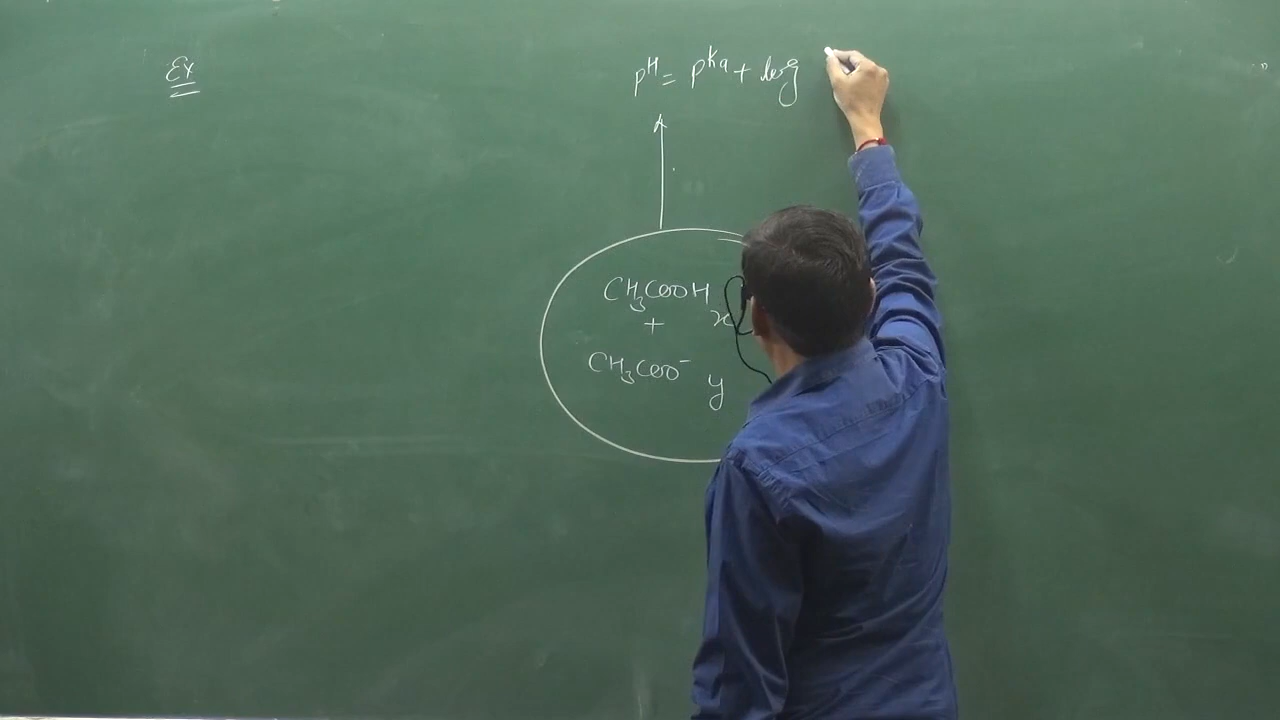 Ex
pH = pKa + log
CH3COOH x
+
CH3COO⁻ y